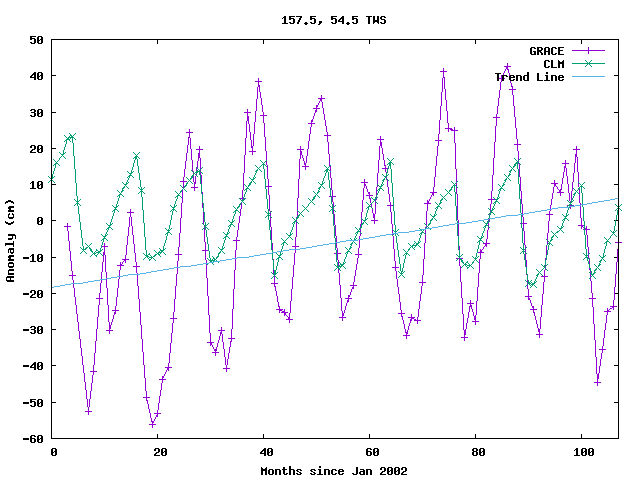 157.5, 54.5 TWS
GRACE
CLM
Trend Line
50
40
30
20
10
0
-10
-20
-30
-40
-50
-60
Anomaly (cm)
0 20 40 60 80 100
Months since Jan 2002